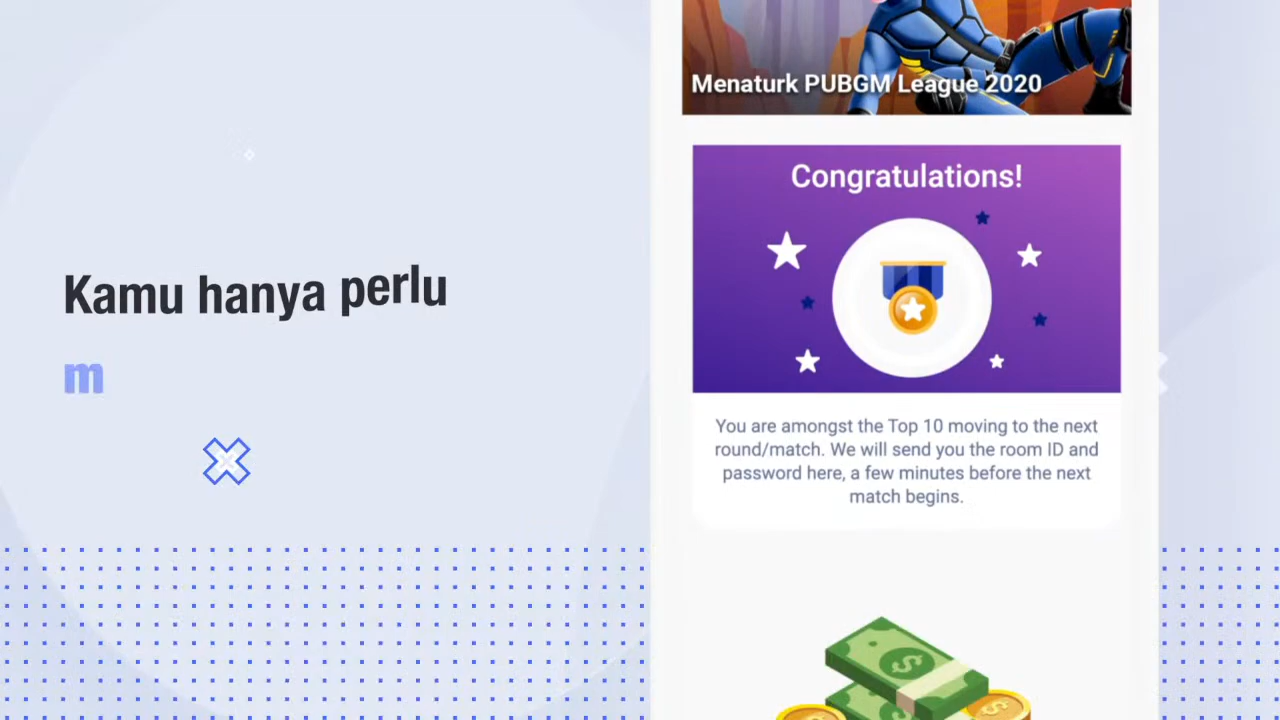 Kamu hanya perlu
m
Menaturk PUBGM League 2020
Congratulations!
You are amongst the Top 10 moving to the next
round/match. We will send you the room ID and
password here, a few minutes before the next
match begins.